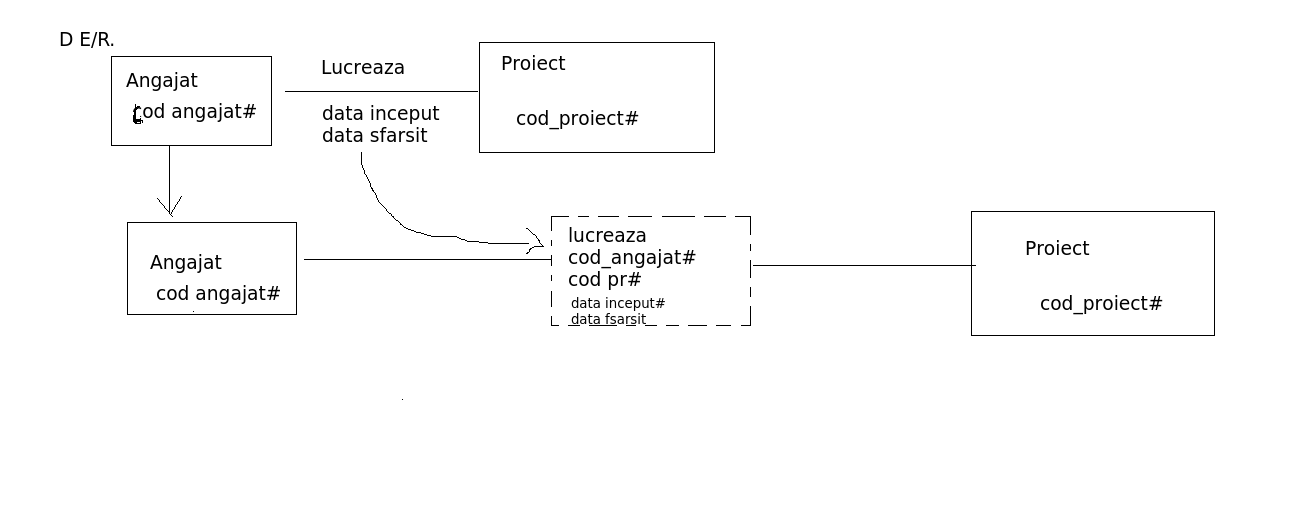 D E/R.
Angajat
cod angajat#
Lucreaza
data inceput
data sfarsit
Proiect
cod_proiect#
Angajat
cod angajat#
lucreaza
cod_angajat#
cod pr#
data inceput#
data fsarsit
Proiect
cod_proiect#